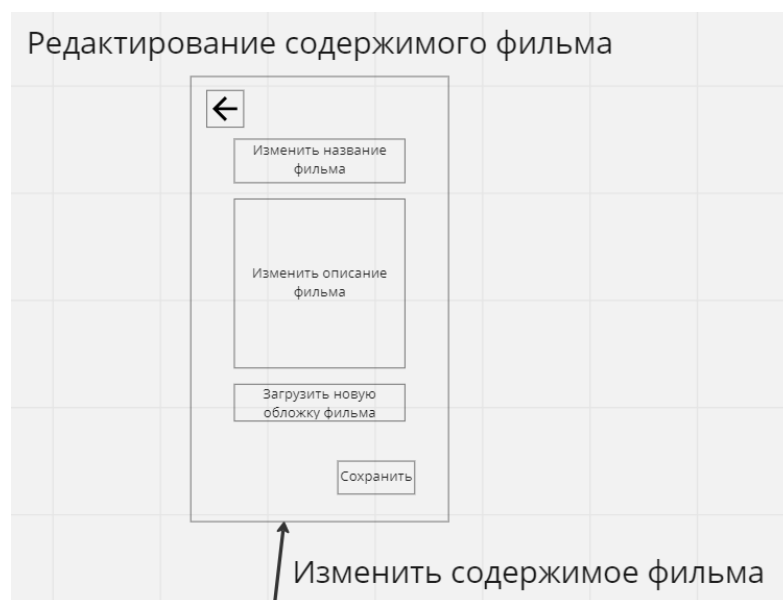 Редактирование содержимого фильма
Изменить название
фильма
Изменить описание
фильма
Загрузить новую
обложку фильма
Сохранить
Изменить содержимое фильма